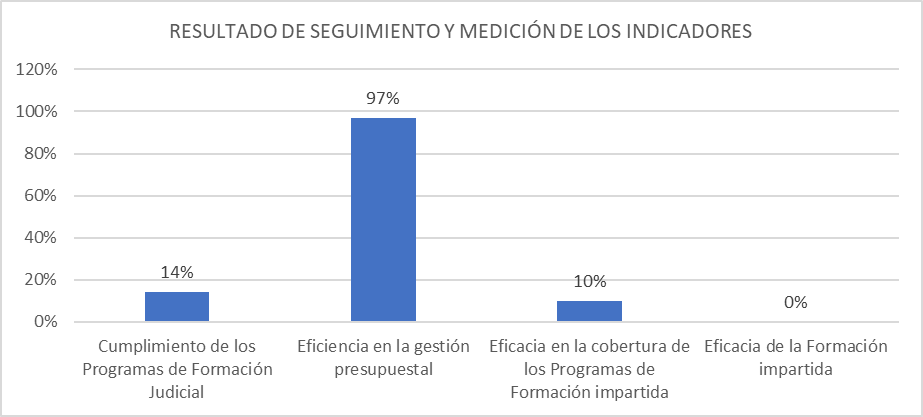 RESULTADO DE SEGUIMIENTO Y MEDICIÓN DE LOS INDICADORES
120%
100%
80%
60%
40%
20%
0%
14%
97%
10%
0%
Cumplimiento de los
Programas de Formación
Judicial
Eficiencia en la gestión
presupuestal
Eficacia en la cobertura de
los Programas de
Formación impartida
Eficacia de la Formación
impartida